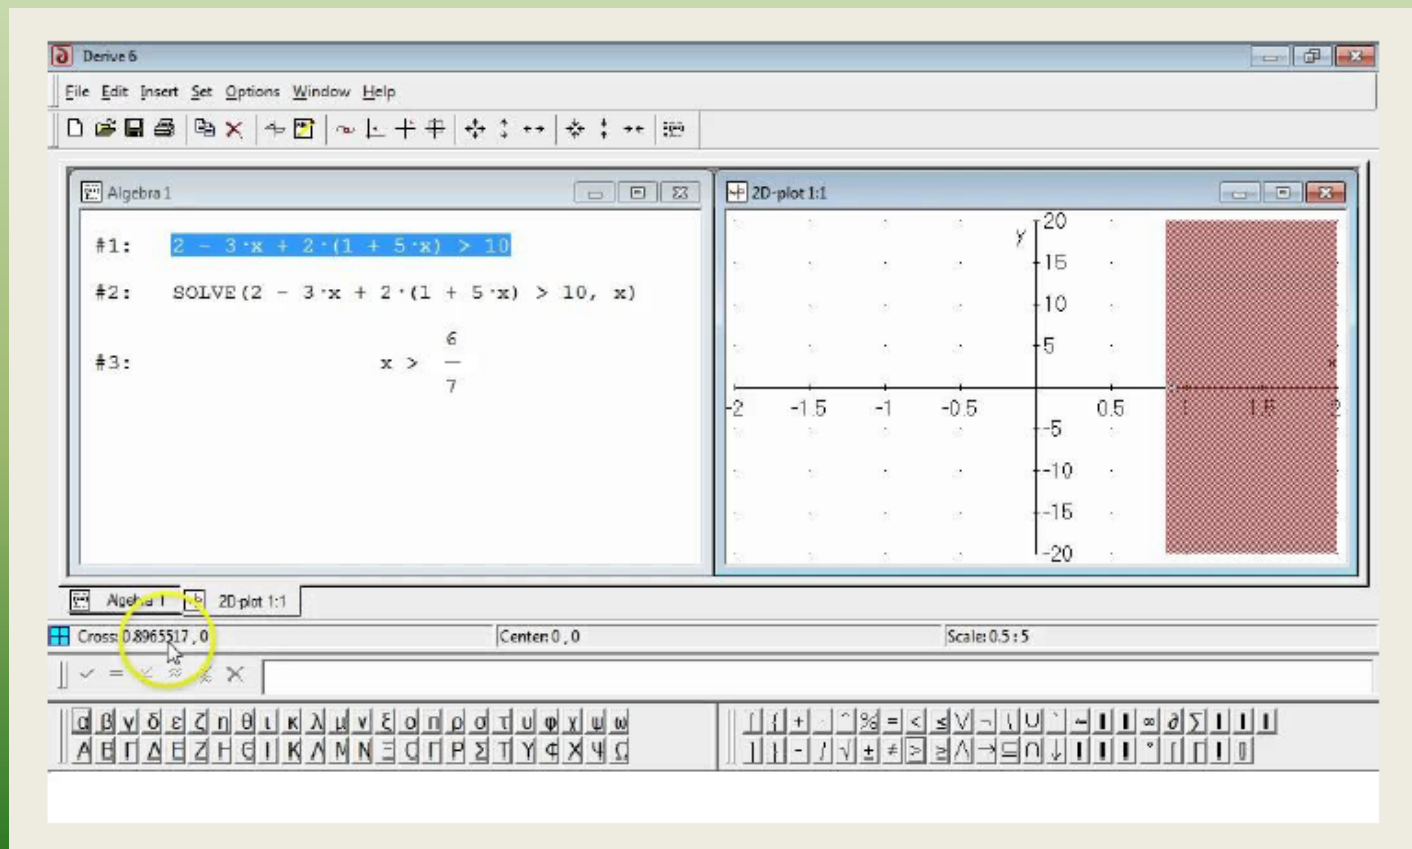 Derive 6
File Edit Insert Set Options Window Help
Algebra 1
#1: 2 - 3·x + 2·(1 + 5·x) > 10
#2: SOLVE(2 - 3·x + 2·(1 + 5·x) > 10, x)
#3: x > 6/7
2D-plot 1:1
y
20
15
10
5
-2 -1.5 -1 -0.5 0.5 1 1.5 2
x
-5
-10
-15
-20
Algebra 1 2D-plot 1:1
Cross: 0.8965517 , 0 Center: 0 , 0 Scale: 0.5 : 5
α β γ δ ε ζ η θ ι κ λ μ ν ξ ο π ρ σ τ υ φ χ ψ ω
Α Β Γ Δ Ε Ζ Η Θ Ι Κ Λ Μ Ν Ξ Ο Π Ρ Σ Τ Υ Φ Χ Ψ Ω